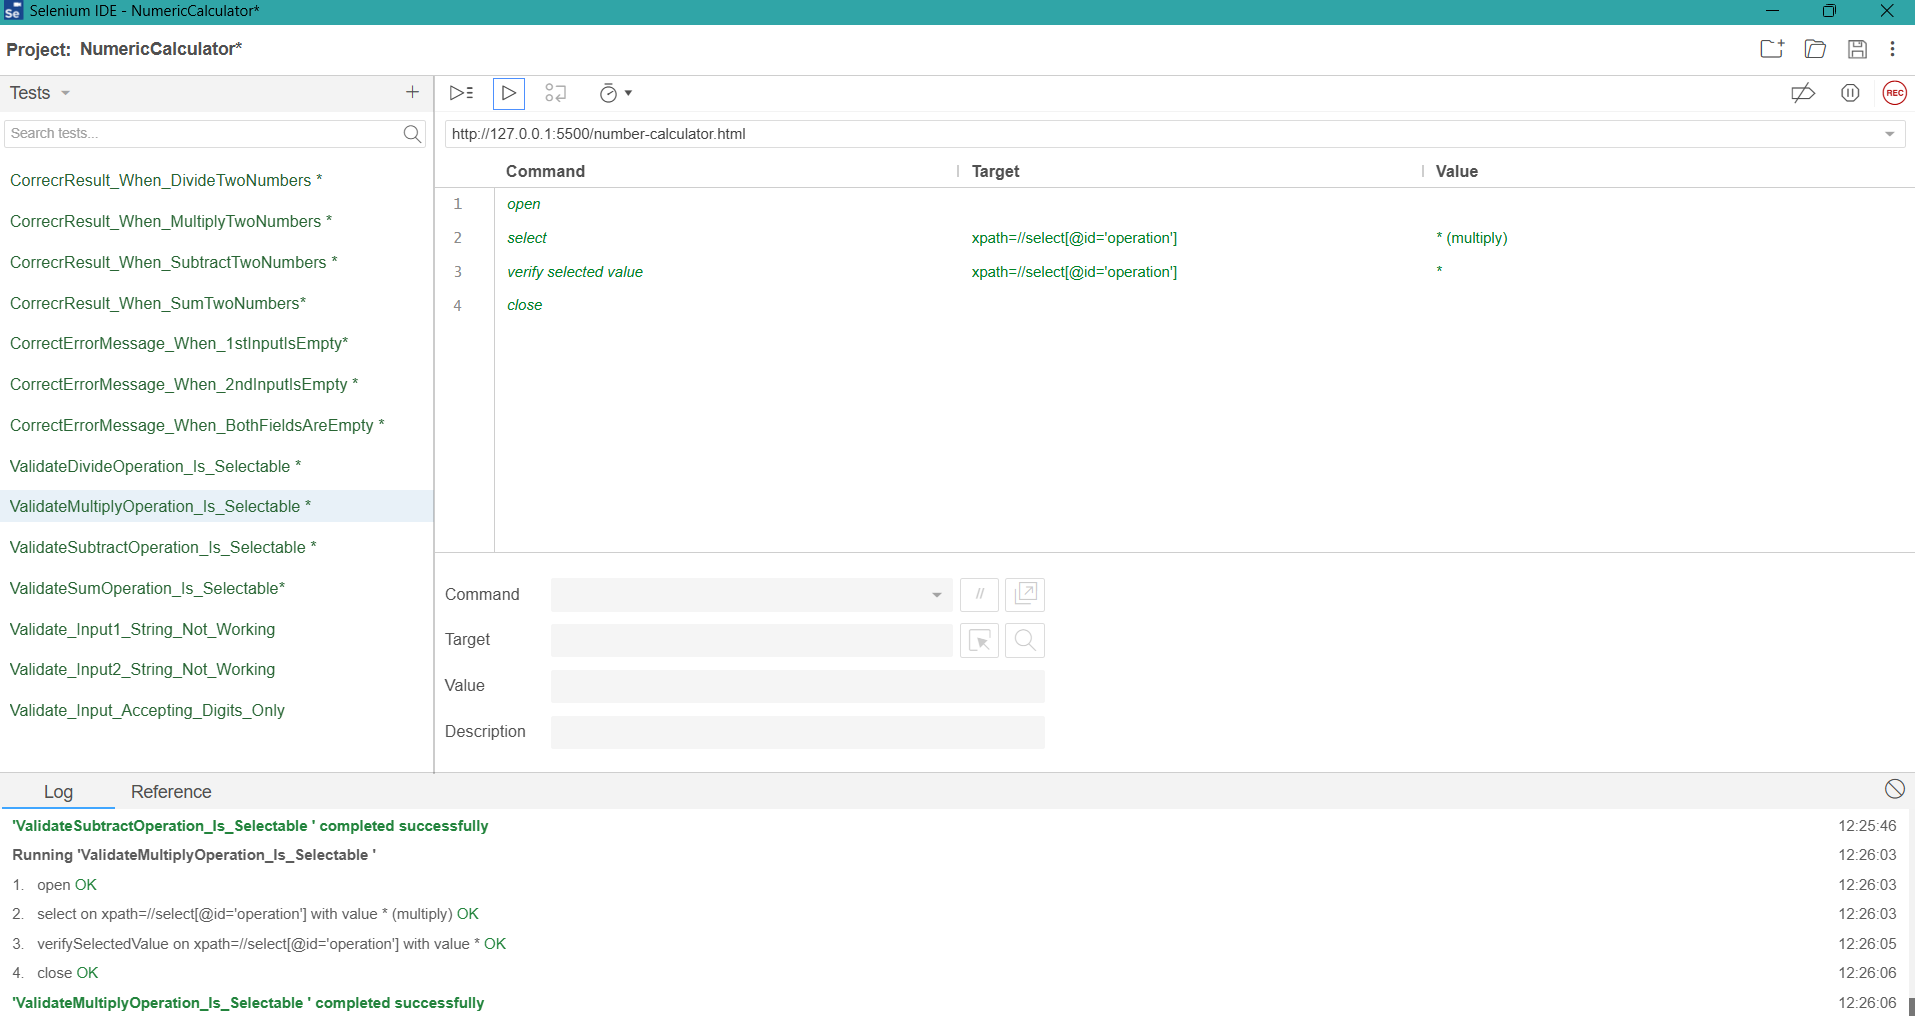 Se Selenium IDE - NumericCalculator*
Project: NumericCalculator*
Tests
REC
Search tests...
http://127.0.0.1:5500/number-calculator.html
Command Target Value
1 open
2 select xpath=//select[@id='operation'] * (multiply)
3 verify selected value xpath=//select[@id='operation'] *
4 close
CorrecrResult_When_DivideTwoNumbers *
CorrecrResult_When_MultiplyTwoNumbers *
CorrecrResult_When_SubtractTwoNumbers *
CorrecrResult_When_SumTwoNumbers*
CorrectErrorMessage_When_1stInputIsEmpty*
CorrectErrorMessage_When_2ndInputIsEmpty *
CorrectErrorMessage_When_BothFieldsAreEmpty *
ValidateDivideOperation_Is_Selectable *
ValidateMultiplyOperation_Is_Selectable *
ValidateSubtractOperation_Is_Selectable *
ValidateSumOperation_Is_Selectable*
Validate_Input1_String_Not_Working
Validate_Input2_String_Not_Working
Validate_Input_Accepting_Digits_Only
Command //
Target
Value
Description
Log Reference
'ValidateSubtractOperation_Is_Selectable ' completed successfully 12:25:46
Running 'ValidateMultiplyOperation_Is_Selectable ' 12:26:03
1. open OK 12:26:03
2. select on xpath=//select[@id='operation'] with value * (multiply) OK 12:26:03
3. verifySelectedValue on xpath=//select[@id='operation'] with value * OK 12:26:05
4. close OK 12:26:06
'ValidateMultiplyOperation_Is_Selectable ' completed successfully 12:26:06